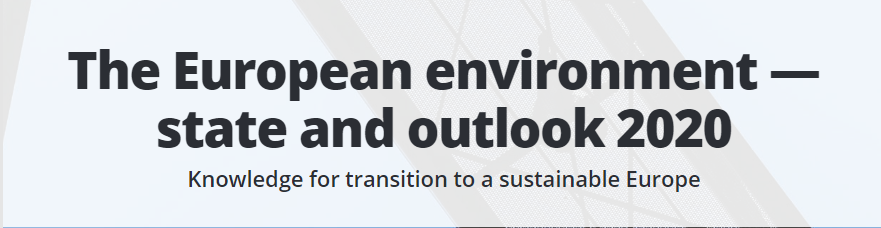 The European environment —
state and outlook 2020
Knowledge for transition to a sustainable Europe